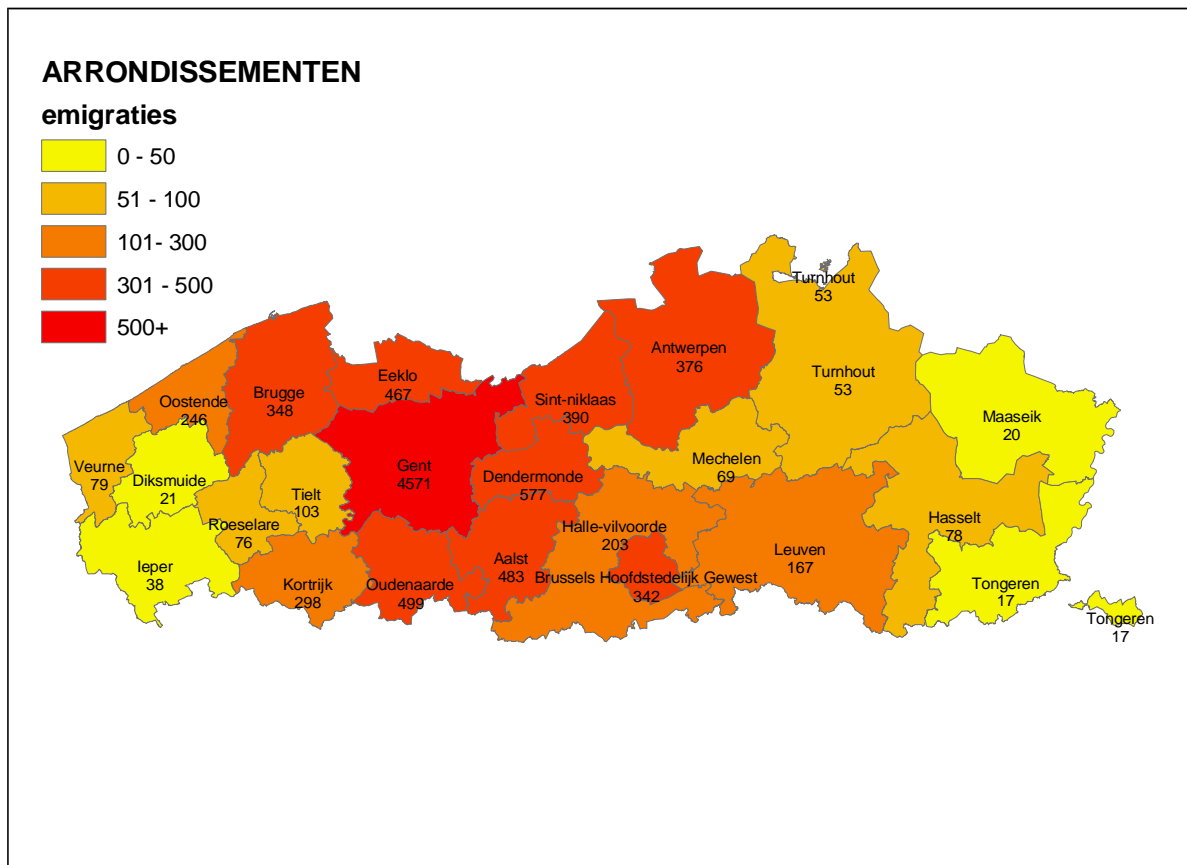 ARRONDISSEMENTEN
emigraties
0 - 50
51 - 100
101- 300
301 - 500
500+
Turnhout
53
Antwerpen
376
Eeklo
467
Turnhout
53
Brugge
348
Sint-niklaas
390
Oostende
246
Maaseik
20
Veurne
79
Gent
4571
Mechelen
69
Diksmuide
21
Dendermonde
577
Tielt
103
Roeselare
76
Halle-vilvoorde
203
Hasselt
78
Ieper
38
Leuven
167
Aalst
483
Kortrijk
298
Oudenaarde
499
Brussels Hoofdstedelijk Gewest
342
Tongeren
17
Tongeren
17